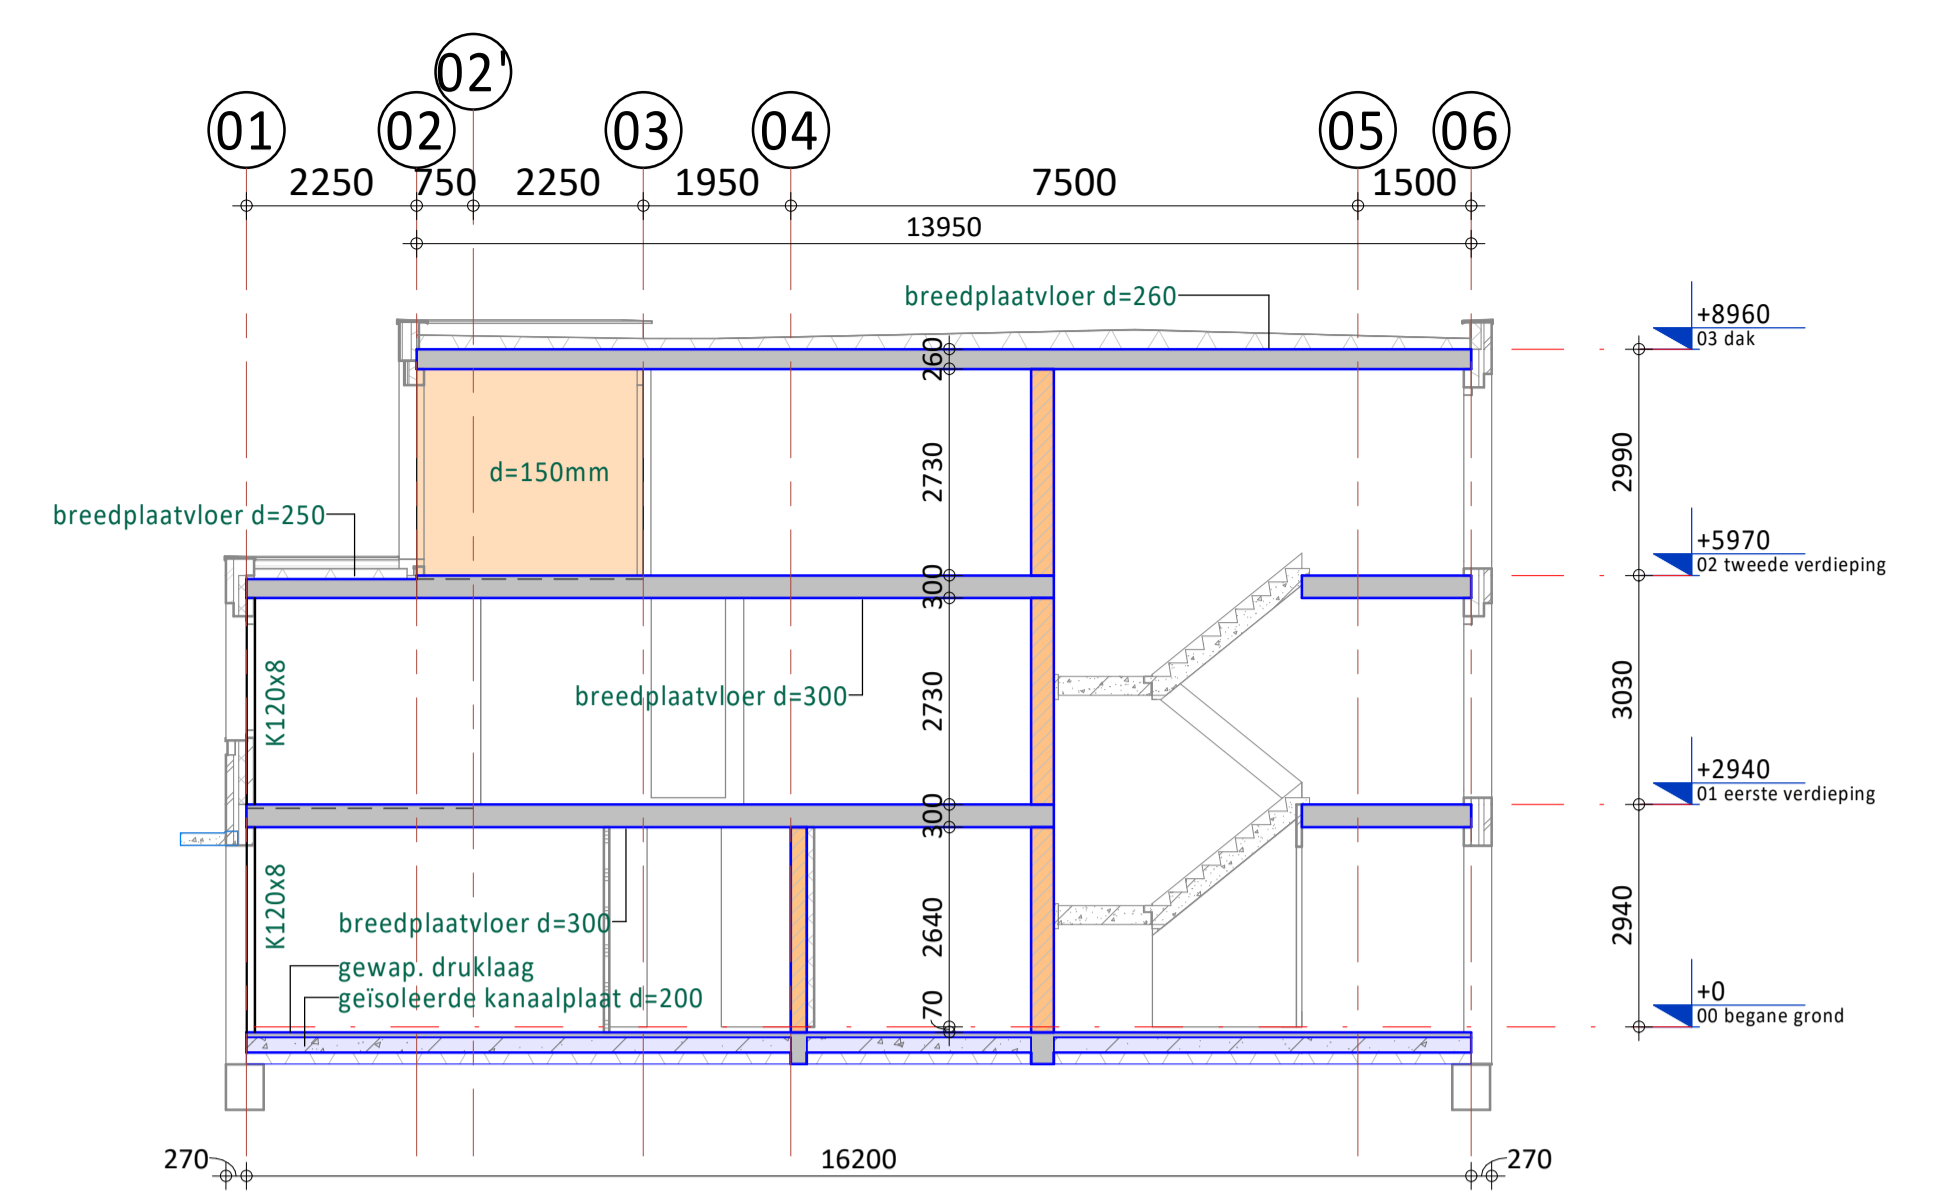 02'
01
02
03
04
05
06
2250
750
2250
1950
7500
1500
13950
breedplaatvloer d=260
+8960
03 dak
260
d=150mm
2730
2990
breedplaatvloer d=250
+5970
02 tweede verdieping
300
K120x8
breedplaatvloer d=300
2730
3030
+2940
01 eerste verdieping
300
K120x8
breedplaatvloer d=300
2640
2940
gewap. druklaag
geïsoleerde kanaalplaat d=200
70
+0
00 begane grond
270
16200
270